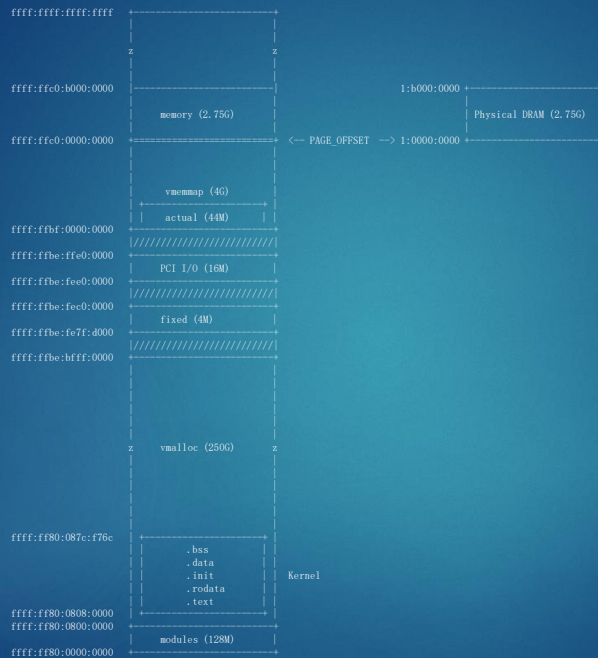 ffff:ffff:ffff:ffff
z z
ffff:ffc0:b000:0000 1:b000:0000
memory (2.75G) Physical DRAM (2.75G)
ffff:ffc0:0000:0000 <-- PAGE_OFFSET --> 1:0000:0000
vmemmap (4G)
actual (44M)
ffff:ffbf:0000:0000
ffff:ffbe:ffe0:0000
PCI I/O (16M)
ffff:ffbe:fee0:0000
ffff:ffbe:fec0:0000
fixed (4M)
ffff:ffbe:fe7f:d000
ffff:ffbe:bfff:0000
z vmalloc (250G) z
ffff:ff80:087c:f76c
.bss
.data
.init Kernel
.rodata
.text
ffff:ff80:0808:0000
ffff:ff80:0800:0000
modules (128M)
ffff:ff80:0000:0000